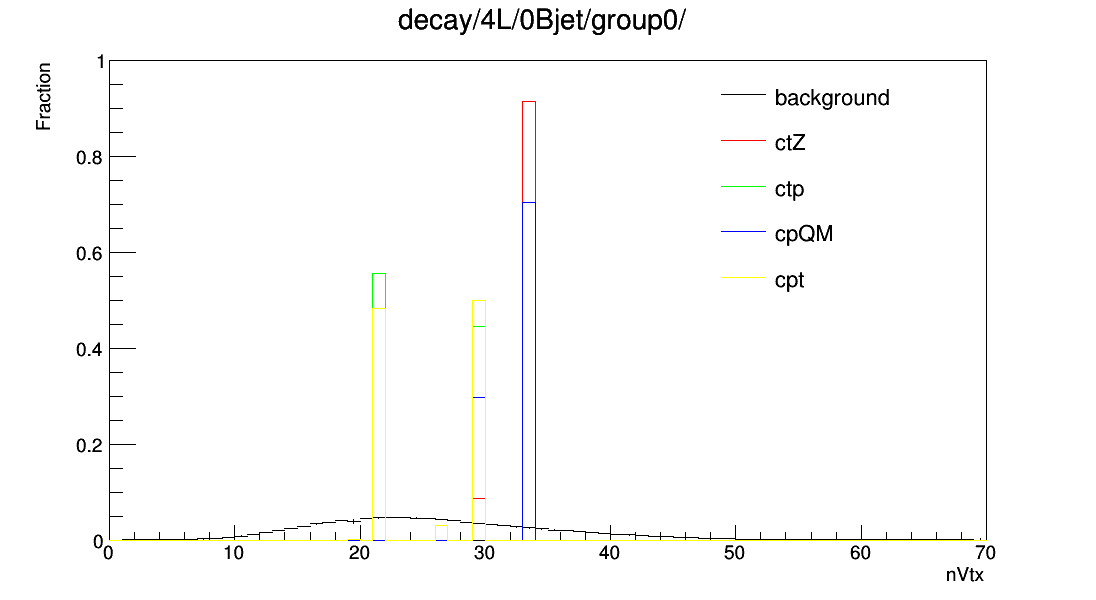 decay/4L/0Bjet/group0/
Fraction
1
0.8
0.6
0.4
0.2
0
background
ctZ
ctp
cpQM
cpt
0 10 20 30 40 50 60 70
nVtx